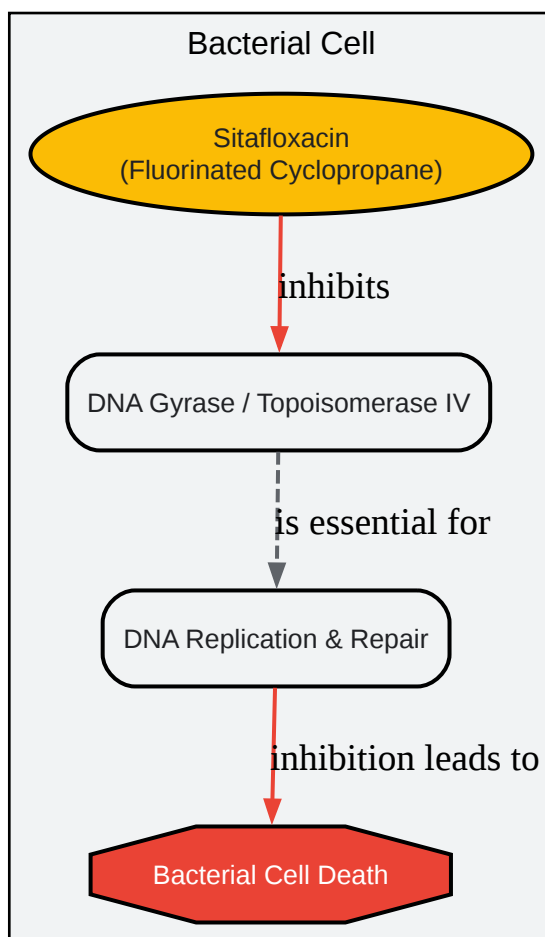 Bacterial Cell
Sitafloxacin
(Fluorinated Cyclopropane)
inhibits
DNA Gyrase / Topoisomerase IV
is essential for
DNA Replication & Repair
inhibition leads to
Bacterial Cell Death